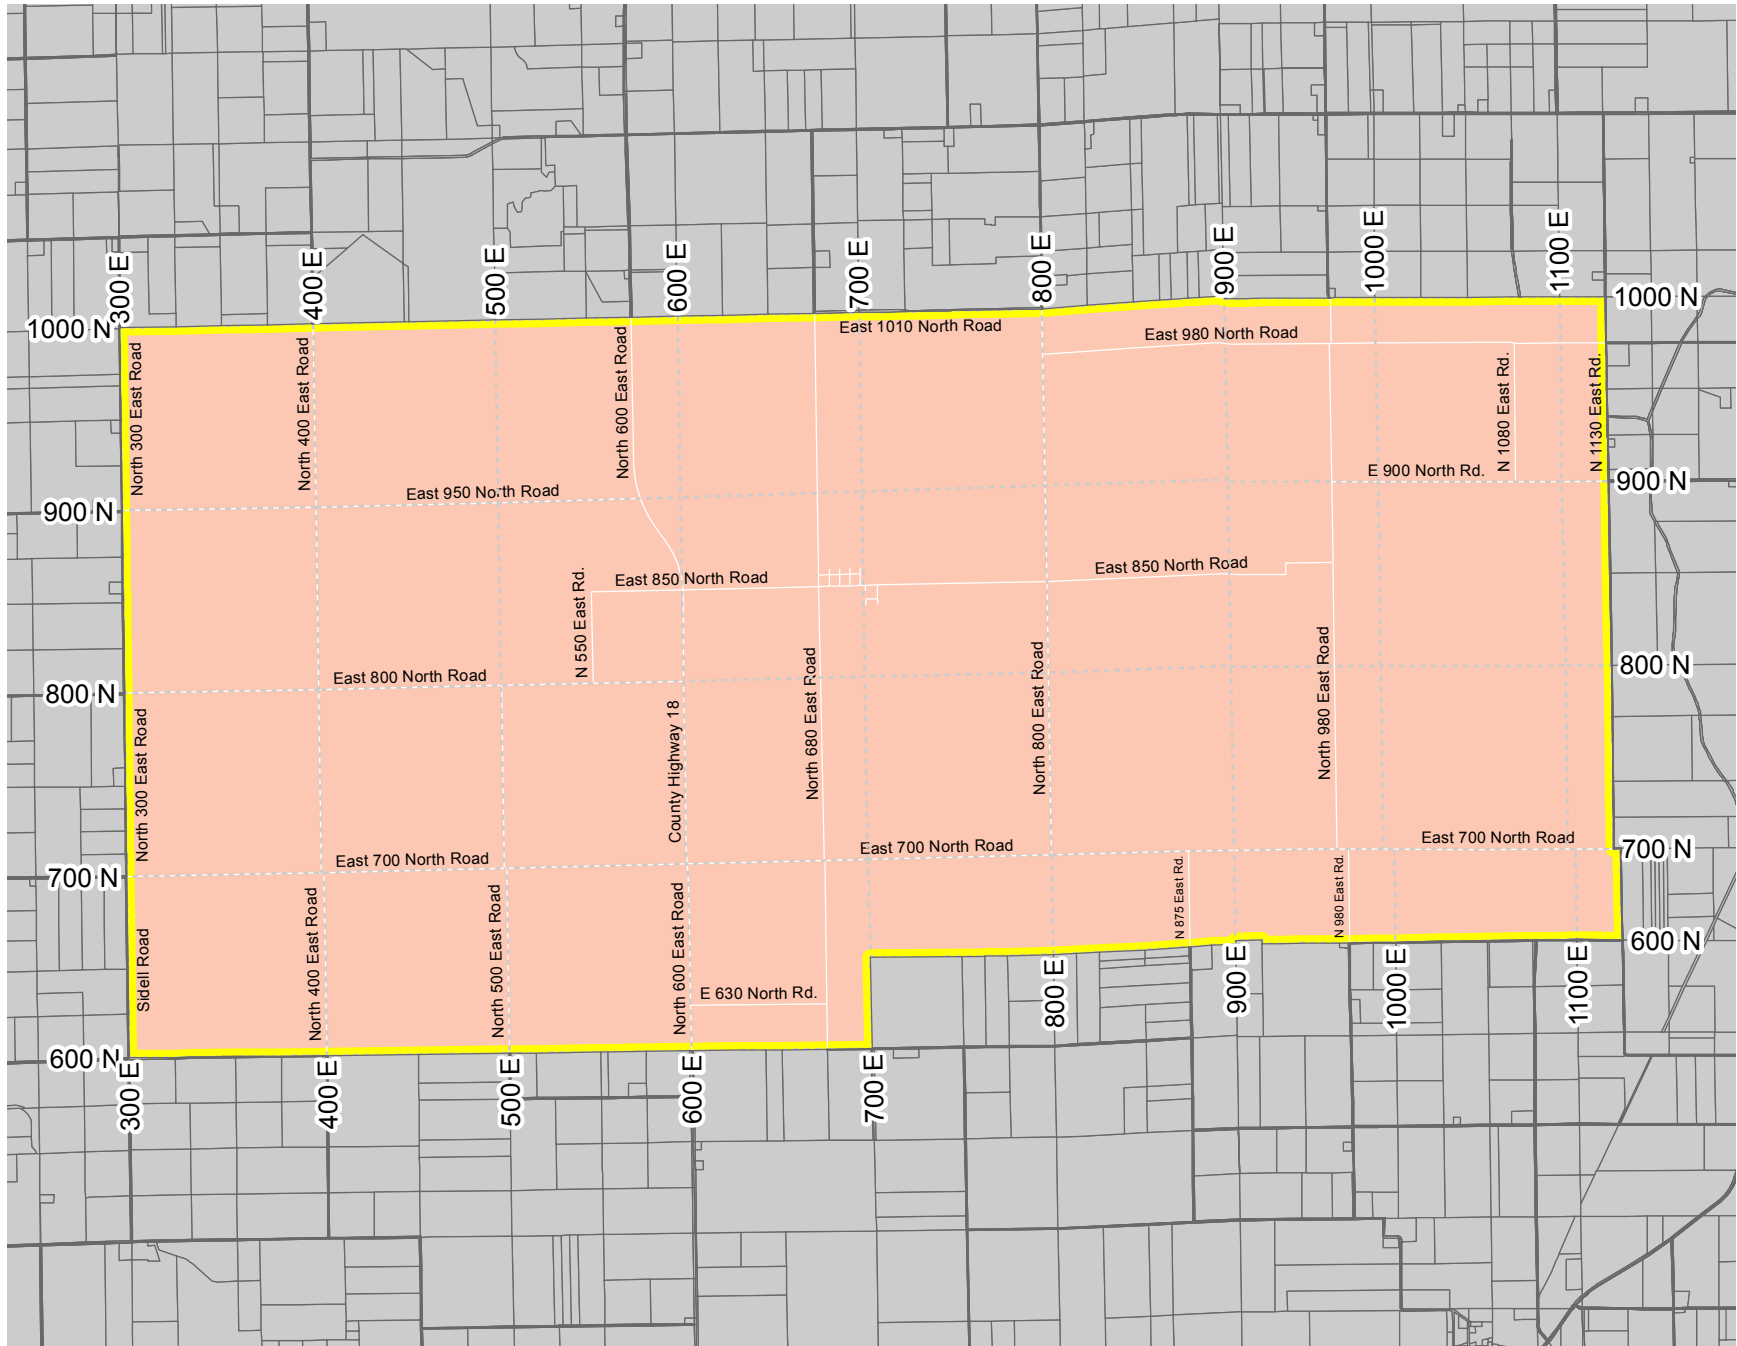 300 E
400 E
500 E
600 E
700 E
800 E
900 E
1000 E
1100 E
1000 N
1000 N
East 1010 North Road
East 980 North Road
North 300 East Road
North 400 East Road
North 600 East Road
N 1080 East Rd.
N 1130 East Rd.
E 900 North Rd.
900 N
East 950 North Road
900 N
East 850 North Road
East 850 North Road
N 550 East Rd.
800 N
East 800 North Road
800 N
North 300 East Road
County Highway 18
North 680 East Road
North 800 East Road
North 980 East Road
700 N
East 700 North Road
East 700 North Road
East 700 North Road
700 N
Sidell Road
North 400 East Road
North 500 East Road
North 600 East Road
N 875 East Rd.
N 980 East Rd.
600 N
E 630 North Rd.
800 E
900 E
1000 E
1100 E
600 N
300 E
400 E
500 E
600 E
700 E